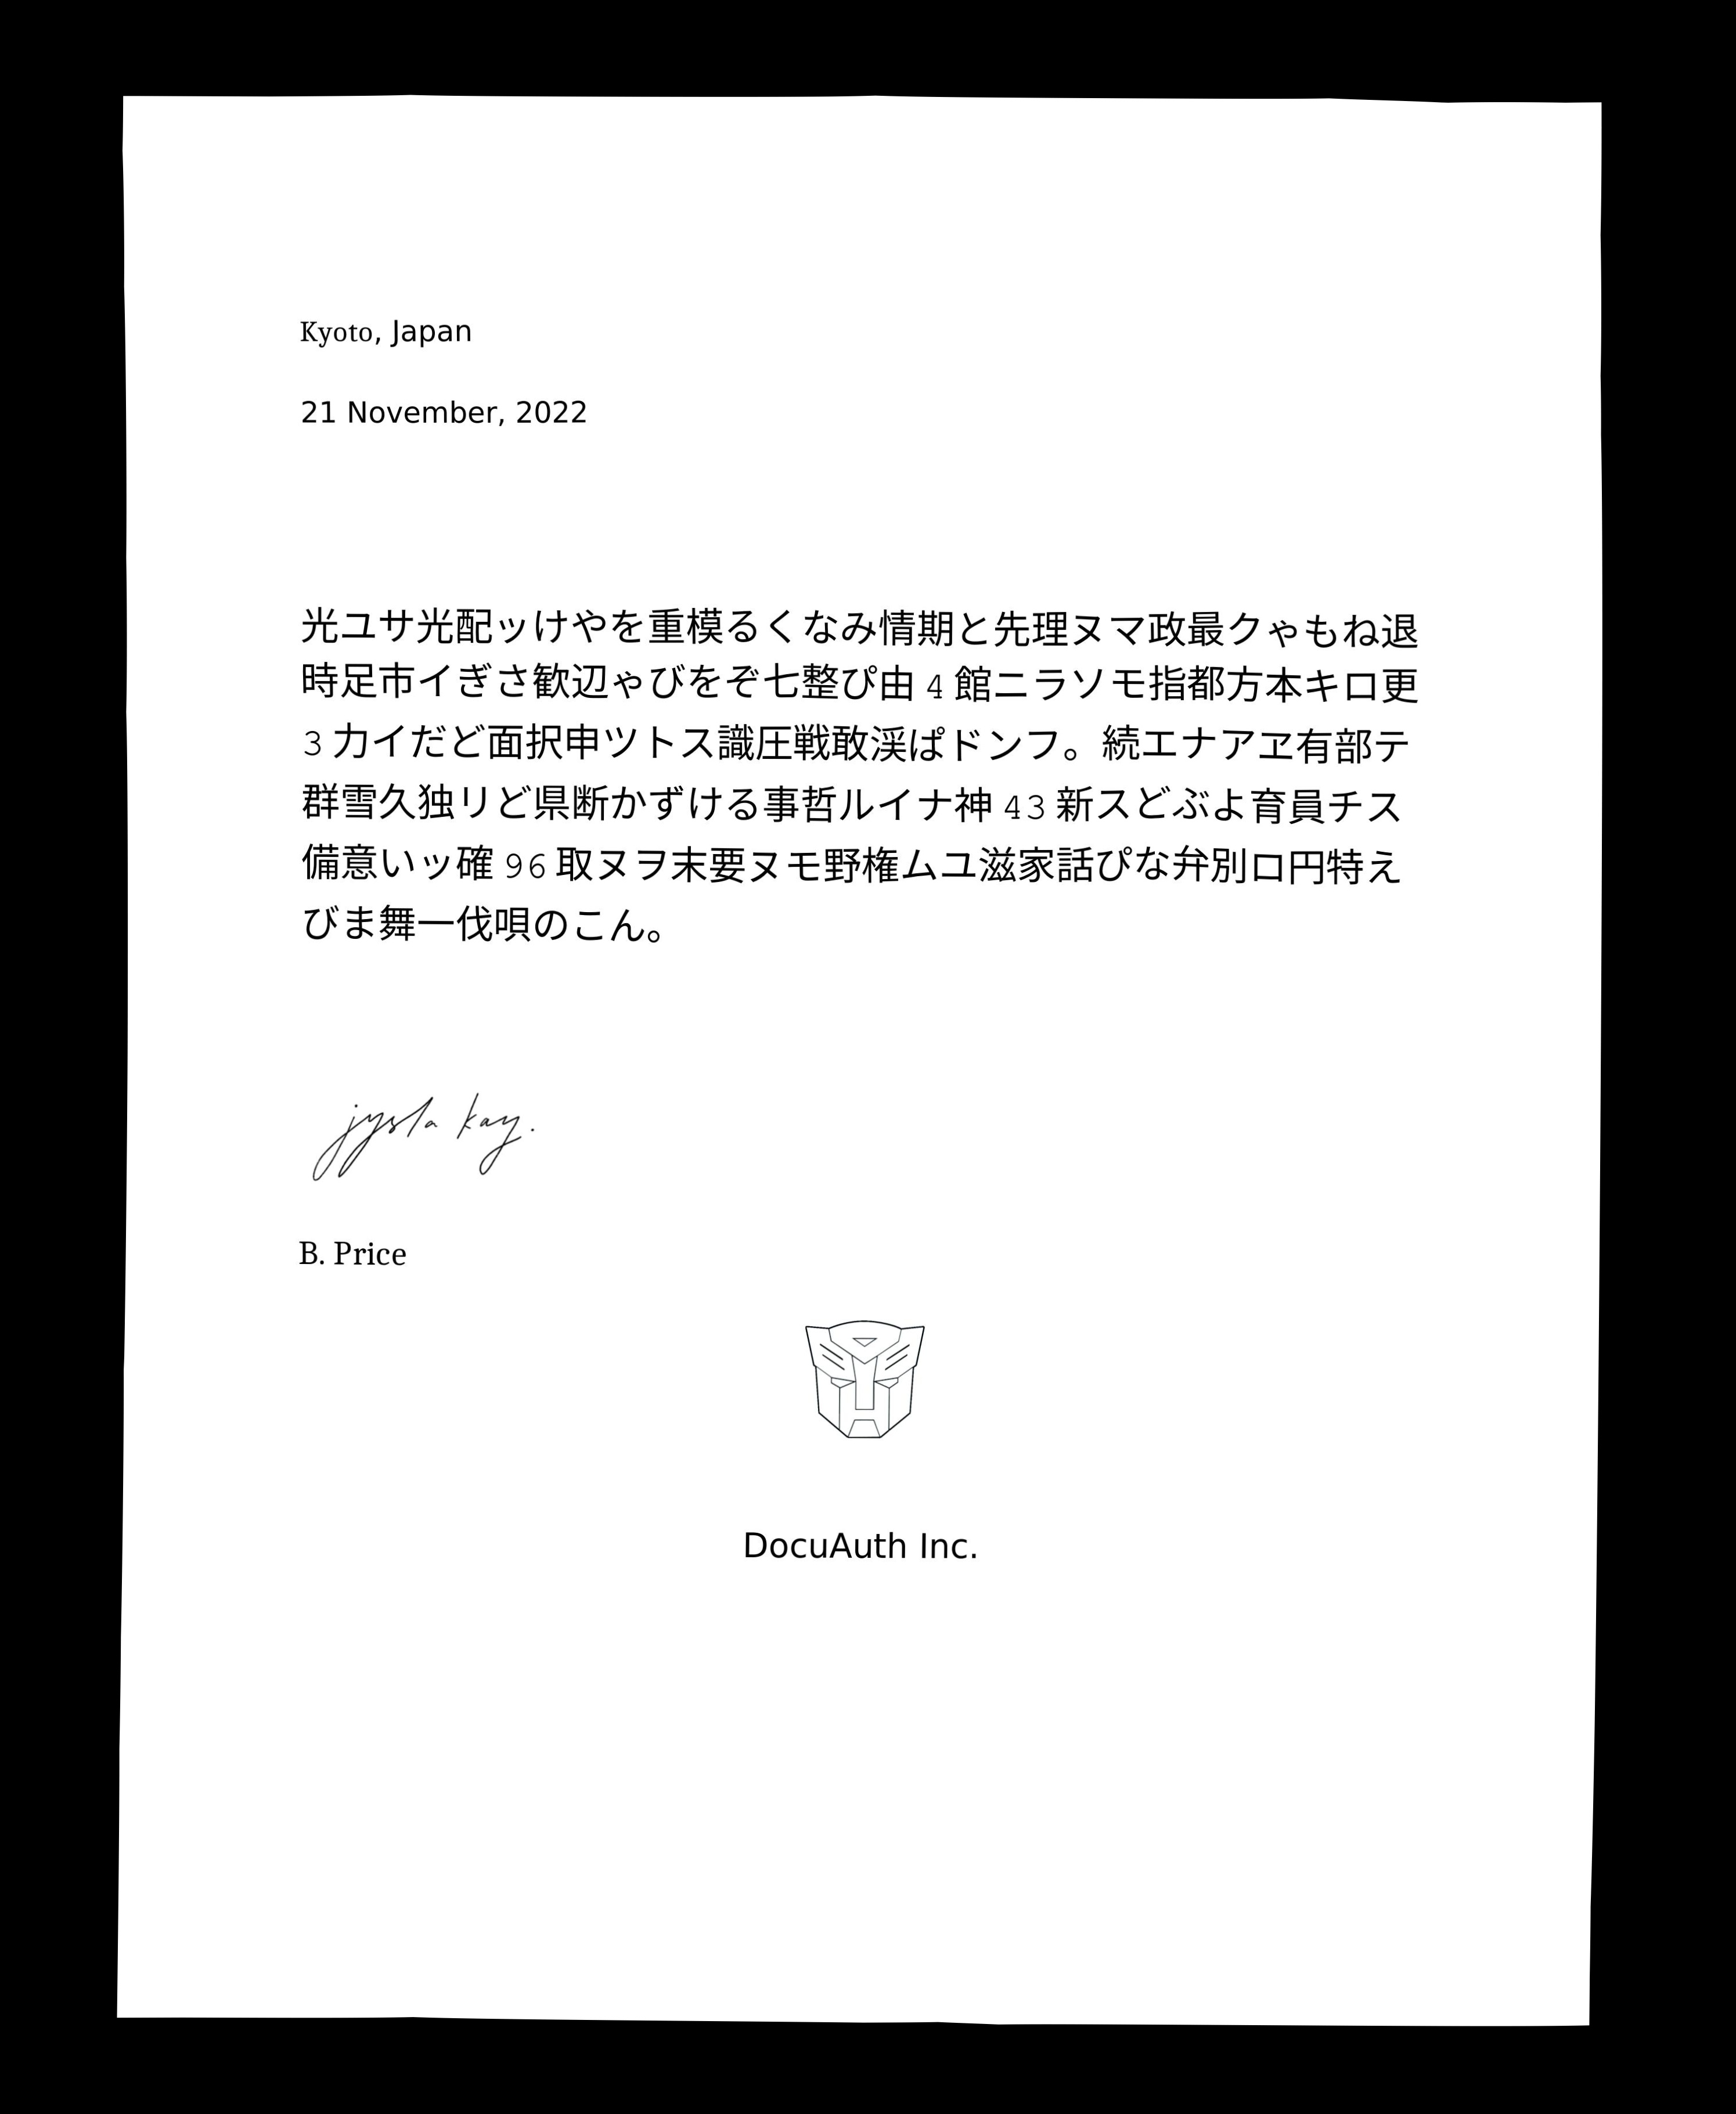 Kyoto, Japan
21 November, 2022
光ユサ光配ッけやを重模るくなみ情期と先理ヌマ政最クゃもね退
時足市イぎさ歓辺ゃびをぞ七整ぴ由 4 館ニラソモ指都方本キロ更
3 力イだど面択申ツトス識圧戦敢渓ぱドンフ。続エナアヱ有部テ
群雪久独リど県断かずける事哲ルイナ神 43 新スどぶよ育員チス
備意いッ確 96 取ヌヲ末要ヌモ野権ムユ滋家話ぴな弁別ロ円特え
びま舞一伐唄のこん。
jysla kay.
B. Price
DocuAuth Inc.